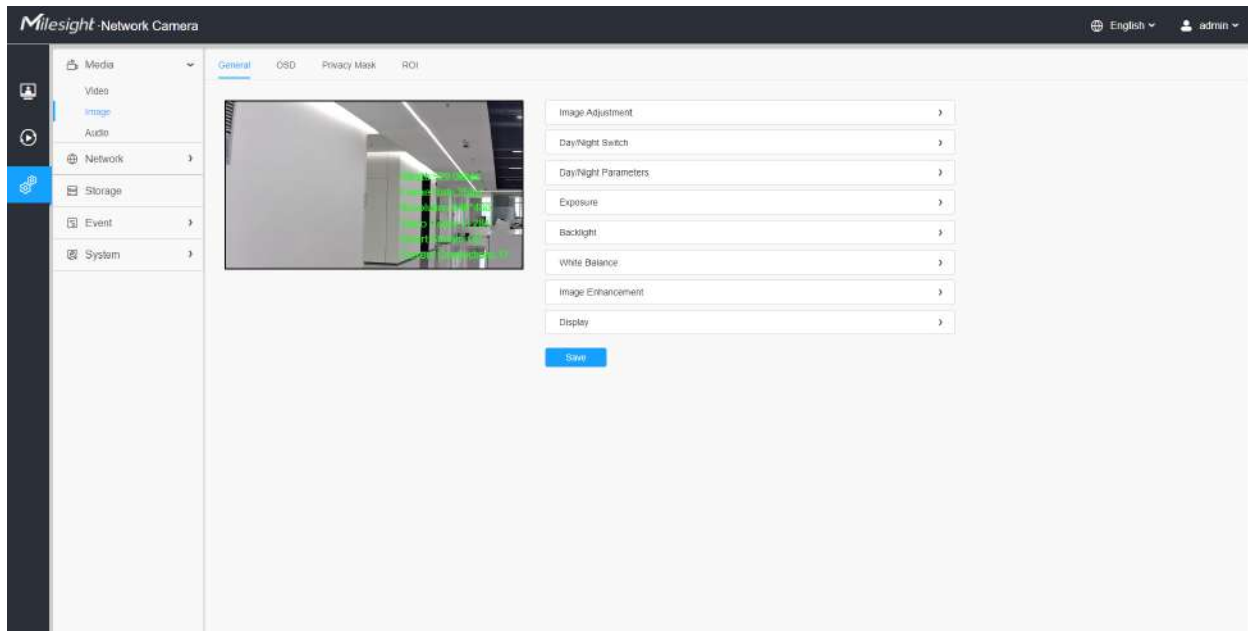 Milesight -Network Camera
English
admin
Media
Video
Image
Audio
Network
Storage
Event
System
General OSD Privacy Mask ROI
Image Adjustment
Day/Night Switch
Day/Night Parameters
Exposure
Backlight
White Balance
Image Enhancement
Display
Save